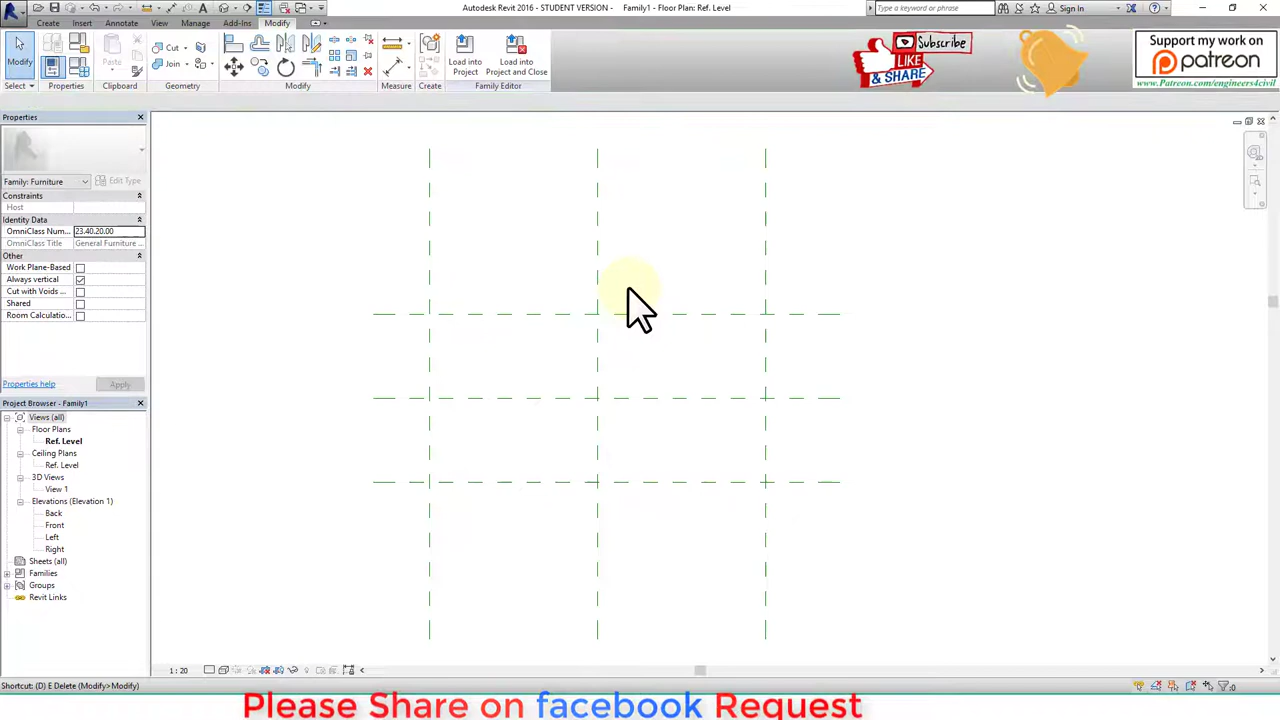 Autodesk Revit 2016 - STUDENT VERSION - Family1 - Floor Plan: Ref. Level
Type a keyword or phrase
Sign In
Create Insert Annotate View Manage Add-Ins Modify
Modify
Paste
Cut
Join
Load into
Project
Load into
Project and Close
Select Properties Clipboard Geometry Modify Measure Create Family Editor
Subscribe
LIKE
& SHARE
Support my work on
patreon
www.Patreon.com/engineers4civil
Properties
Family: Furniture
Edit Type
Constraints
Host
Identity Data
OmniClass Num... 23.40.20.00
OmniClass Title General Furniture ...
Other
Work Plane-Based
Always vertical
Cut with Voids ...
Shared
Room Calculatio...
Properties help
Apply
Project Browser - Family1
Views (all)
Floor Plans
Ref. Level
Ceiling Plans
Ref. Level
3D Views
View 1
Elevations (Elevation 1)
Back
Front
Left
Right
Sheets (all)
Families
Groups
Revit Links
1 : 20
Shortcut: (D) E Delete (Modify>Modify)
:0
Please Share on facebook Request